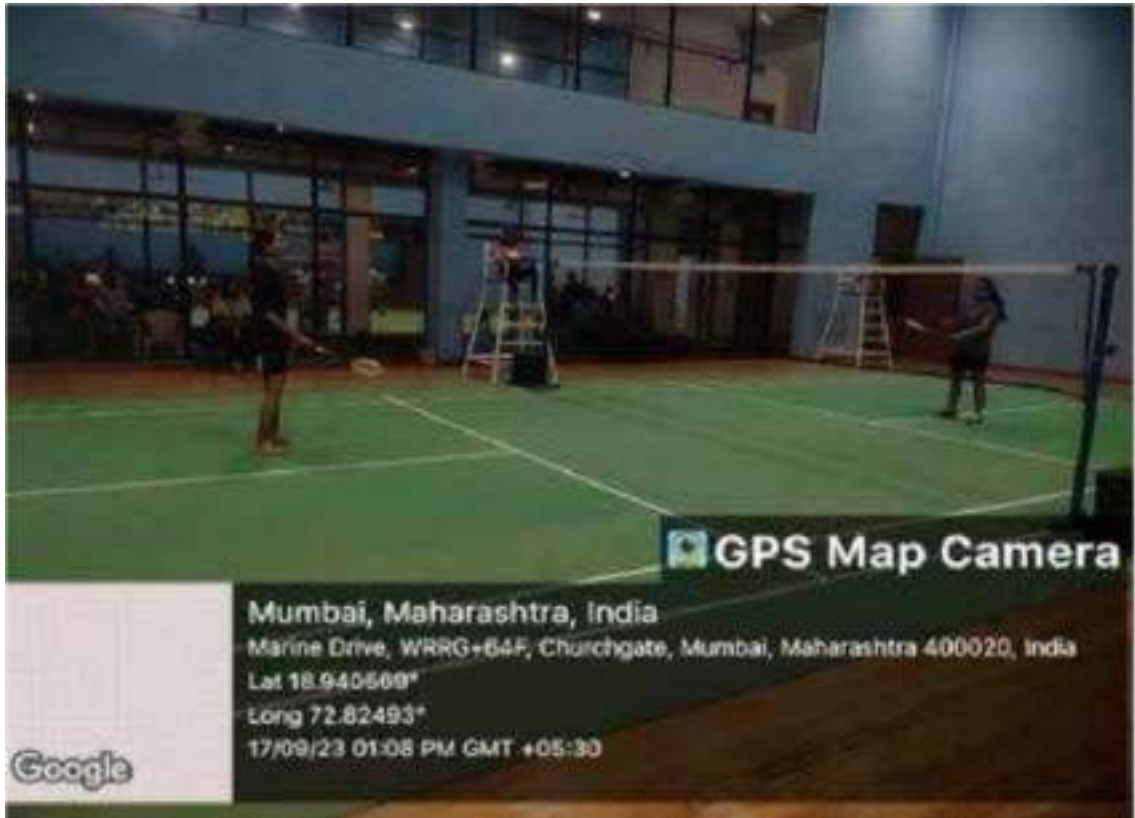 GPS Map Camera
Mumbai, Maharashtra, India
Marine Drive, WRRG+64F, Churchgate, Mumbai, Maharashtra 400020, India
Lat 18.940569°
Long 72.82493°
17/09/23 01:08 PM GMT +05:30
Google